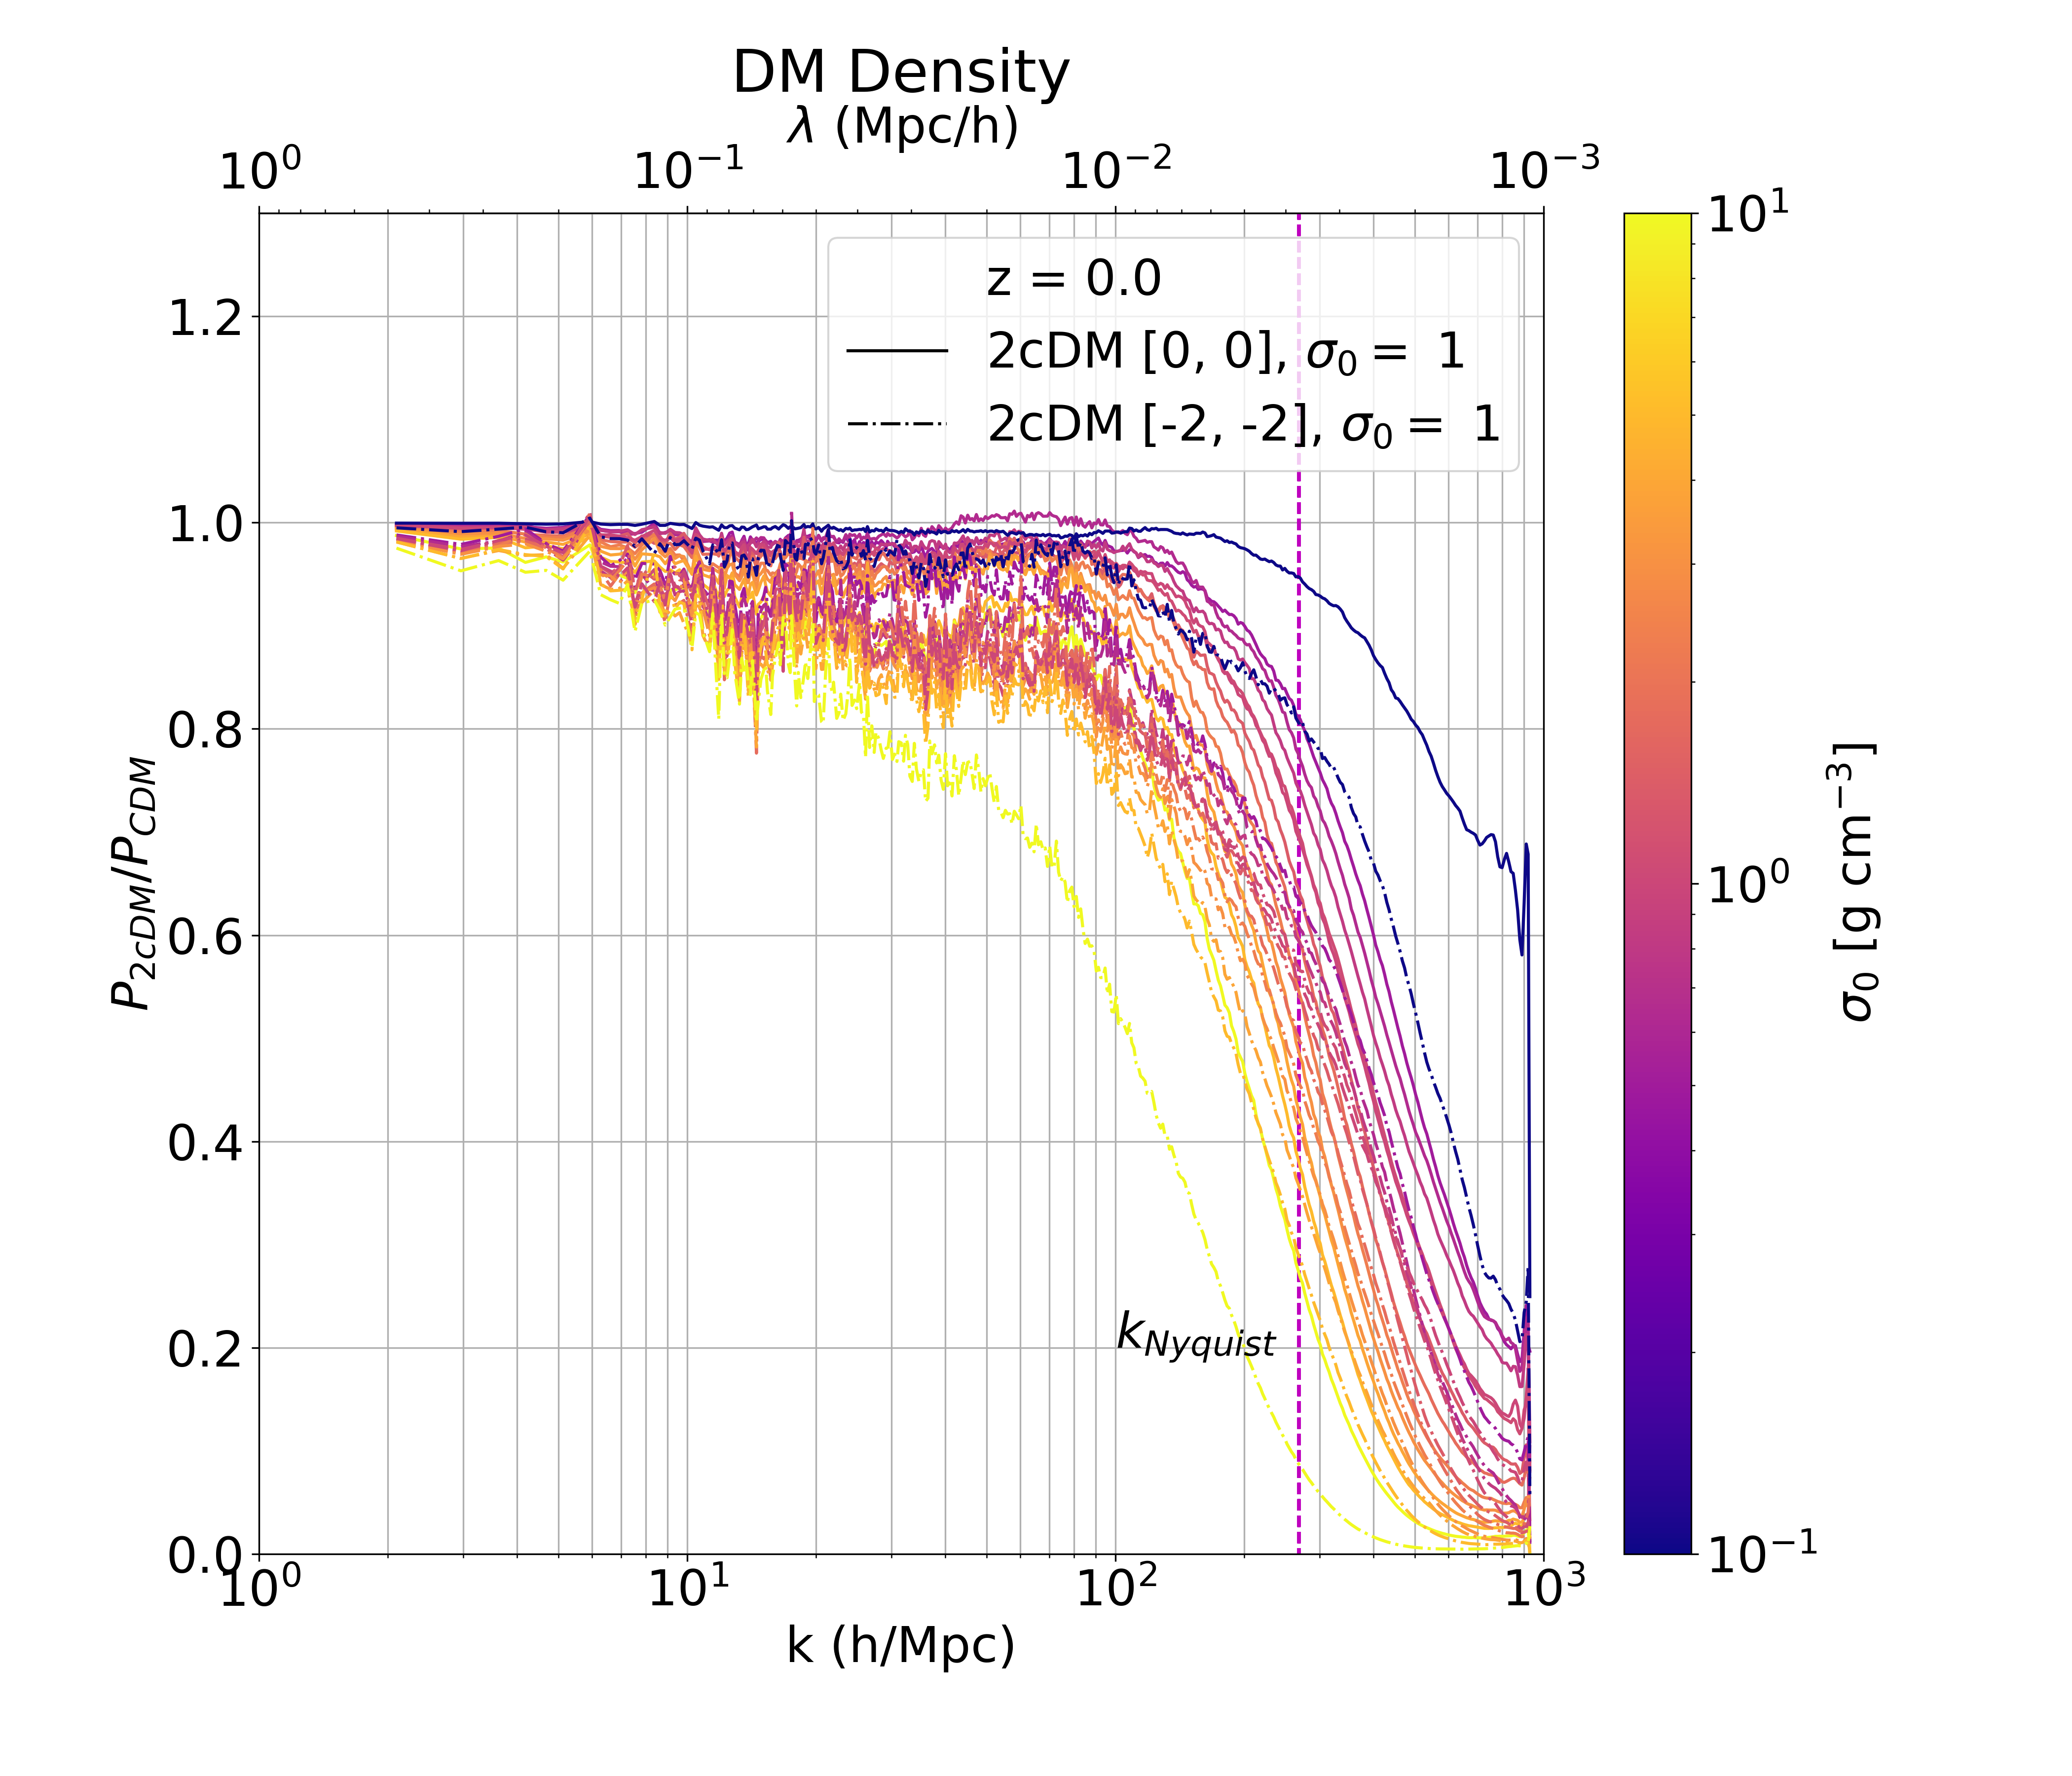 DM Density
λ (Mpc/h)
10⁰ 10⁻¹ 10⁻² 10⁻³
z = 0.0
2cDM [0, 0], σ₀ = 1
2cDM [-2, -2], σ₀ = 1
1.2
1.0
0.8
0.6
0.4
0.2
0.0
P₂cDM/PCDM
kNyquist
10⁰ 10¹ 10² 10³
k (h/Mpc)
10¹
10⁰
10⁻¹
σ₀ [g cm⁻³]